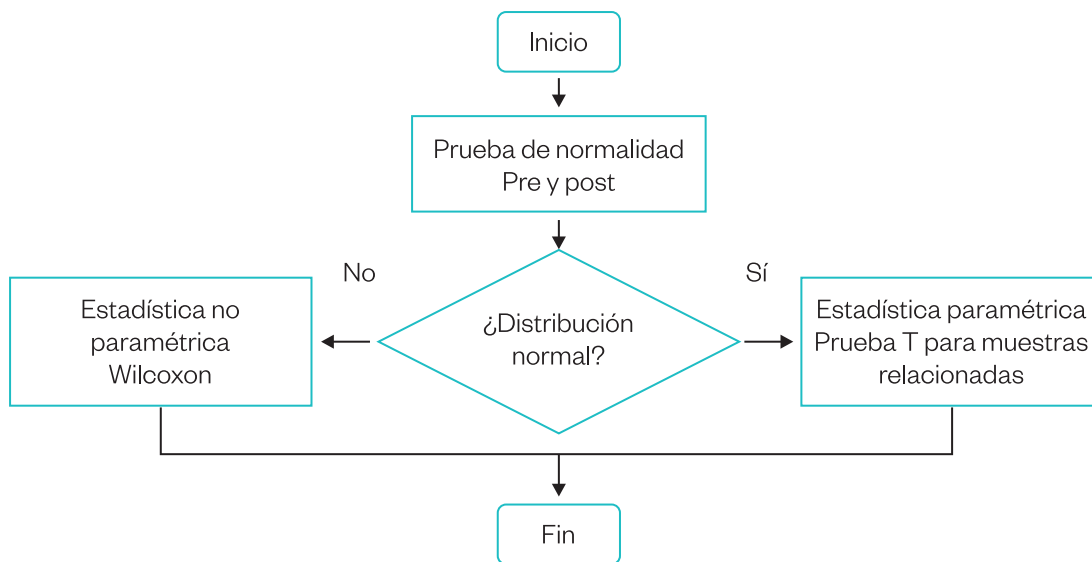 Inicio
Prueba de normalidad
Pre y post
No
Sí
Estadística no
paramétrica
Wilcoxon
¿Distribución
normal?
Estadística paramétrica
Prueba T para muestras
relacionadas
Fin